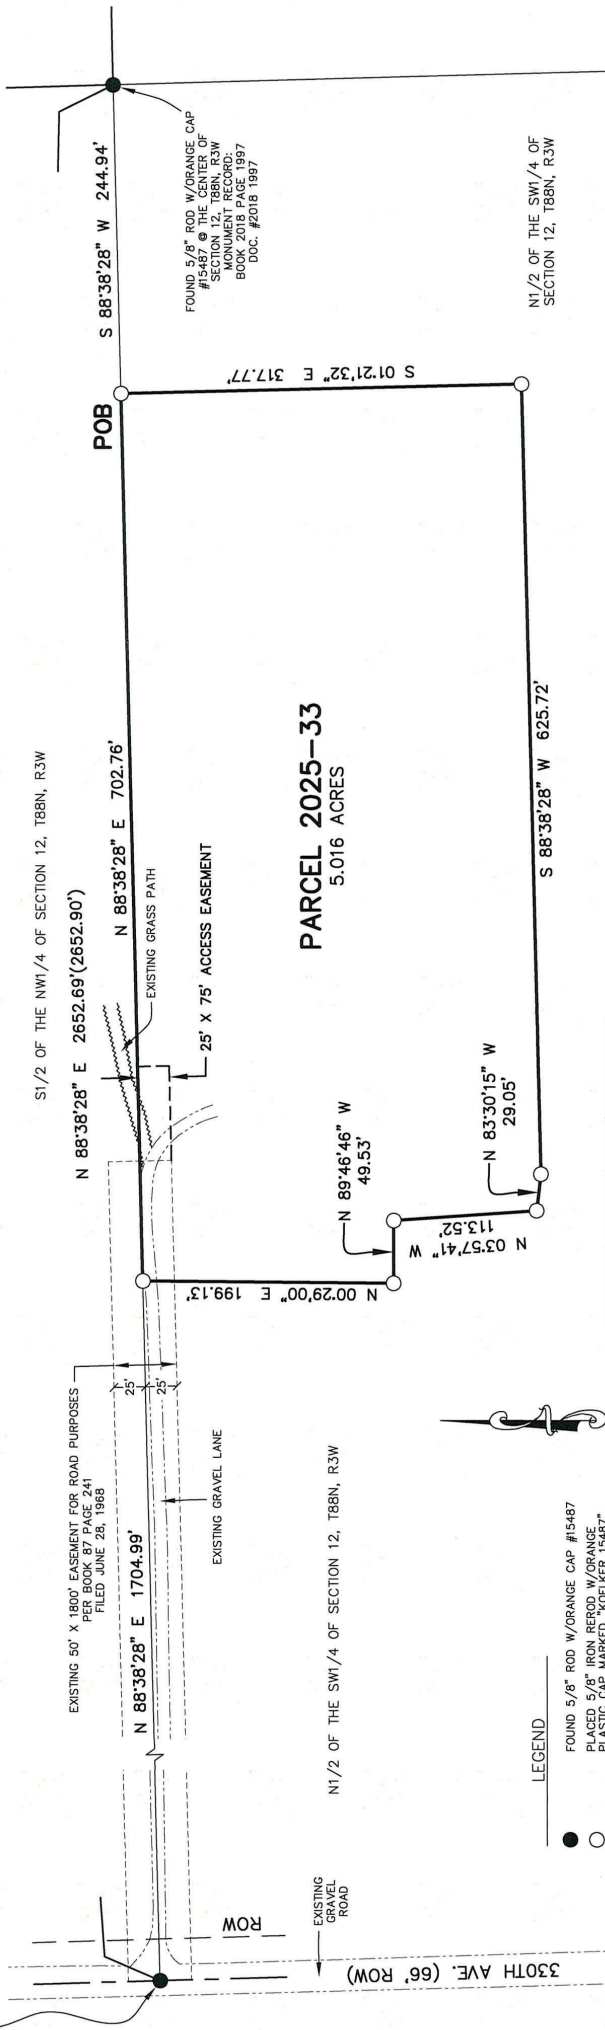 S1/2 OF THE NW1/4 OF SECTION 12, T88N, R3W
N 88°38'28" E 2652.69'(2652.90')
EXISTING 50' X 1800' EASEMENT FOR ROAD PURPOSES
PER BOOK 87 PAGE 241
FILED JUNE 28, 1968
N 88°38'28" E 1704.99'
25'
25'
EXISTING GRAVEL LANE
N 88°38'28" E 702.76'
EXISTING GRASS PATH
25' X 75' ACCESS EASEMENT
POB
S 88°38'28" W 244.94'
FOUND 5/8" ROD W/ORANGE CAP
#15487 @ THE CENTER OF
SECTION 12, T88N, R3W
MONUMENT RECORD:
BOOK 2018 PAGE 1997
DOC. #2018 1997
S 01°21'32" E 317.77'
PARCEL 2025-33
5.016 ACRES
N 00°29'00" E 199.13'
N 89°46'46" W
49.53'
N 03°57'41" W
113.52'
N 83°30'15" W
29.05'
S 88°38'28" W 625.72'
N1/2 OF THE SW1/4 OF
SECTION 12, T88N, R3W
N1/2 OF THE SW1/4 OF SECTION 12, T88N, R3W
ROW
EXISTING
GRAVEL
ROAD
330TH AVE. (66' ROW)
LEGEND
FOUND 5/8" ROD W/ORANGE CAP #15487
PLACED 5/8" IRON REROD W/ORANGE
PLASTIC CAP MARKED "KOELKER 15487"